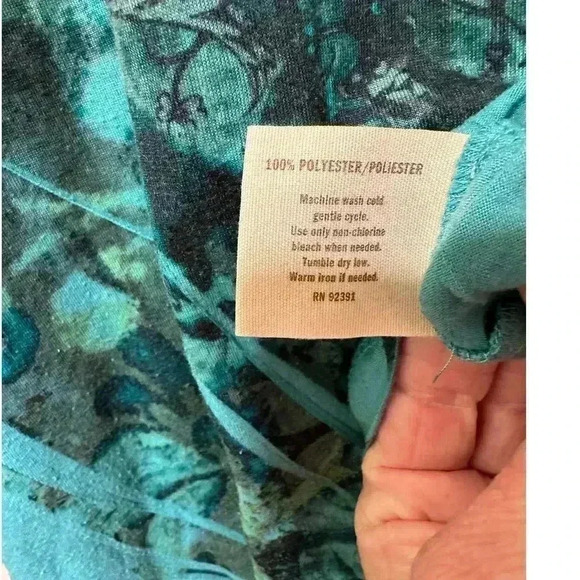 100% POLYESTER/POLIESTER
Machine wash cold
gentle cycle.
Use only non-chlorine
bleach when needed.
Tumble dry low.
Warm iron if needed.
RN 92391